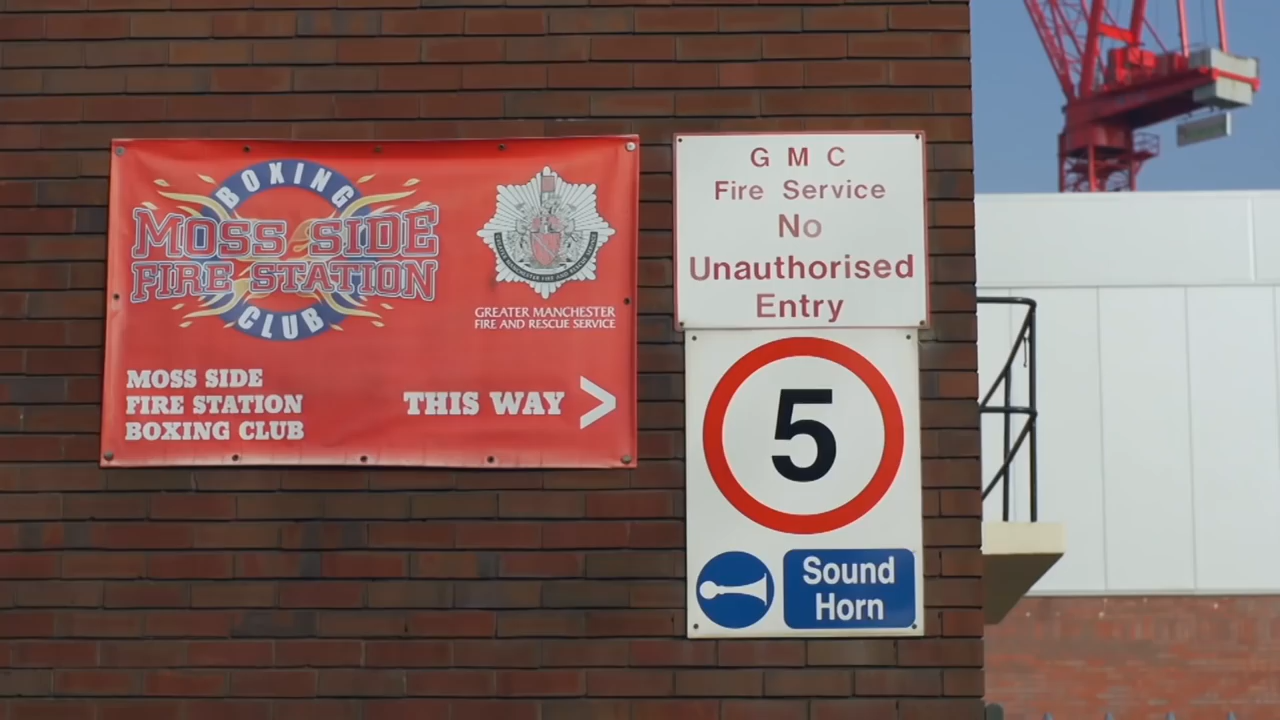 BOXING
MOSS SIDE
FIRE STATION
CLUB
GREATER MANCHESTER
FIRE AND RESCUE SERVICE
MOSS SIDE
FIRE STATION
BOXING CLUB
THIS WAY >
G M C
Fire Service
No
Unauthorised
Entry
5
Sound
Horn